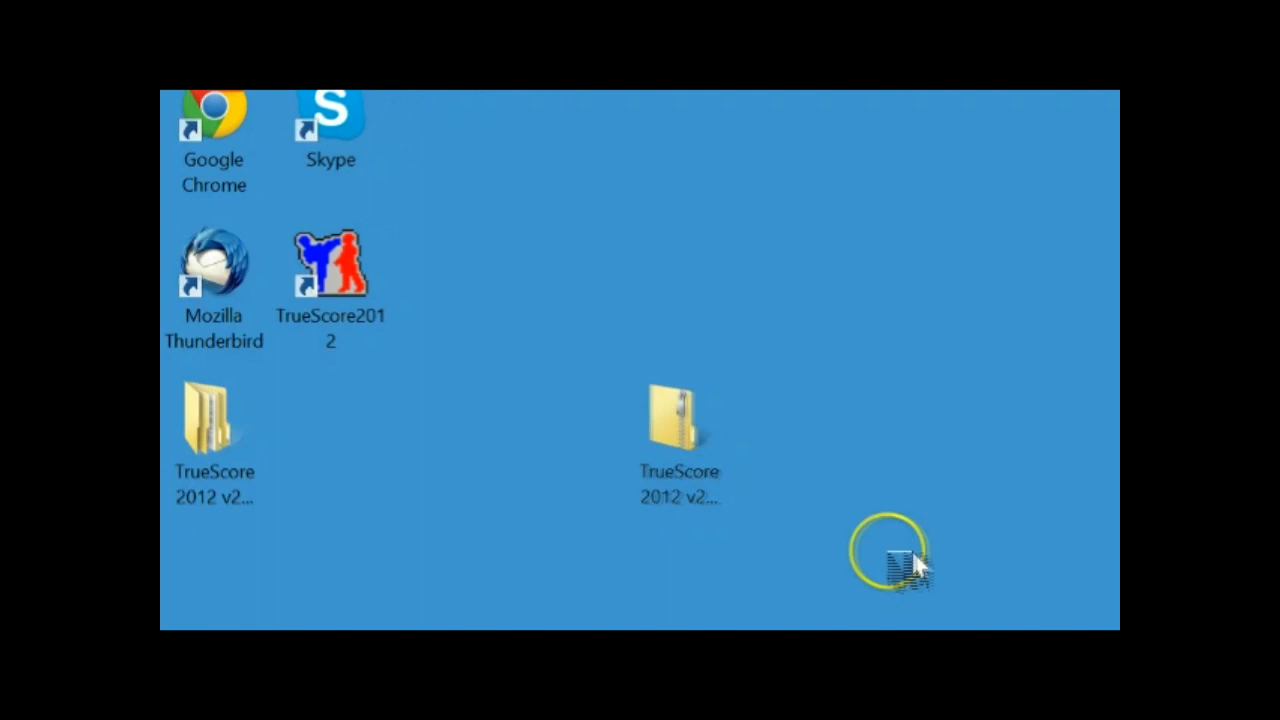 S
Google
Chrome
Skype
Mozilla
Thunderbird
TrueScore201
2
TrueScore
2012 v2...
TrueScore
2012 v2...